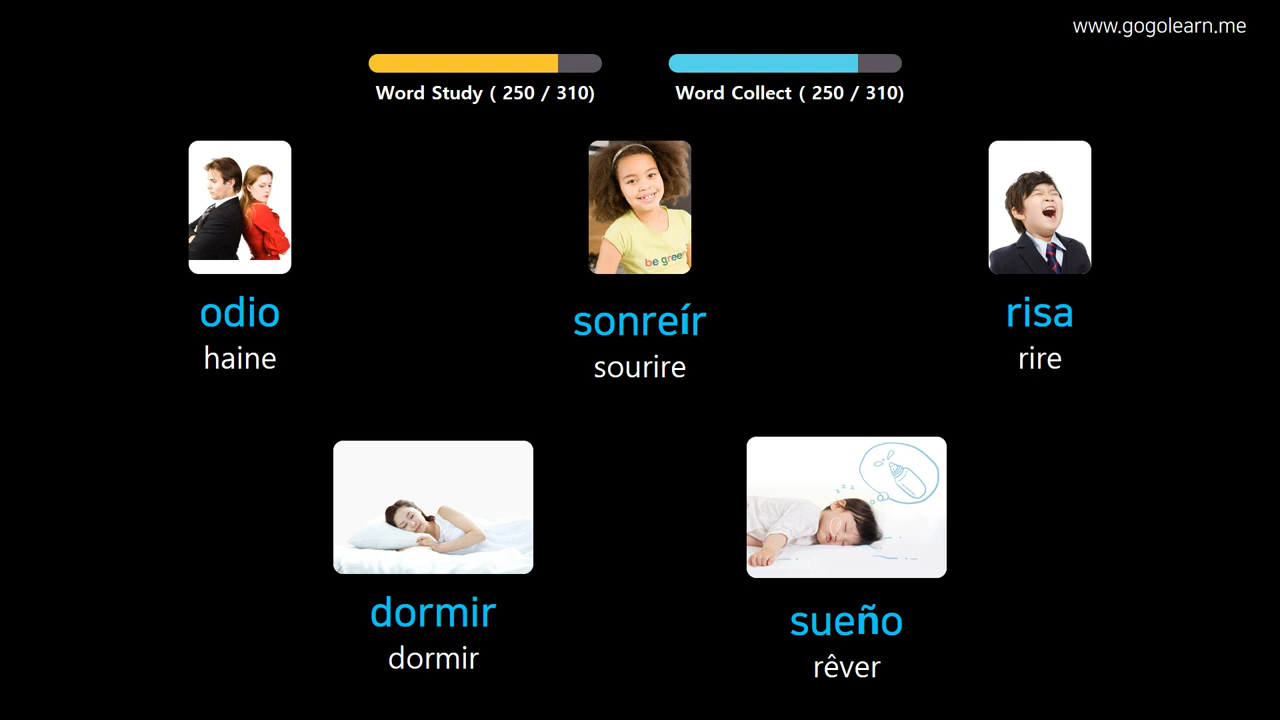 www.gogolearn.me
Word Study ( 250 / 310)
Word Collect ( 250 / 310)
be green
odio
haine
sonreír
sourire
risa
rire
dormir
dormir
sueño
rêver